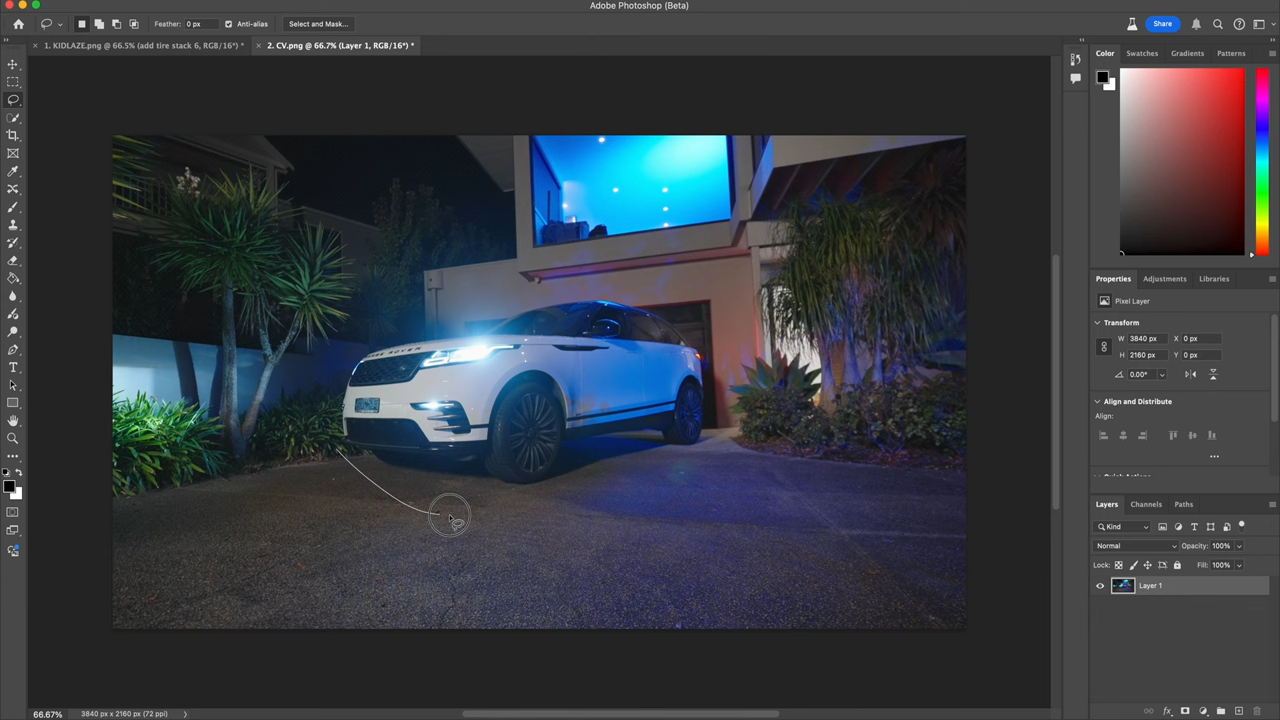 Adobe Photoshop (Beta)
Feather: 0 px Anti-alias Select and Mask... Share
× 1. KIDLAZE.png @ 66.5% (add tire stack 6, RGB/16*) * × 2. CV.png @ 66.7% (Layer 1, RGB/16*) *
Color Swatches Gradients Patterns
Properties Adjustments Libraries
Pixel Layer
Transform
W 3840 px X 0 px
H 2160 px Y 0 px
0.00°
Align and Distribute
Align:
Layers Channels Paths
Kind
Normal Opacity: 100%
Lock: Fill: 100%
Layer 1
66.67% 3840 px x 2160 px (72 ppi)